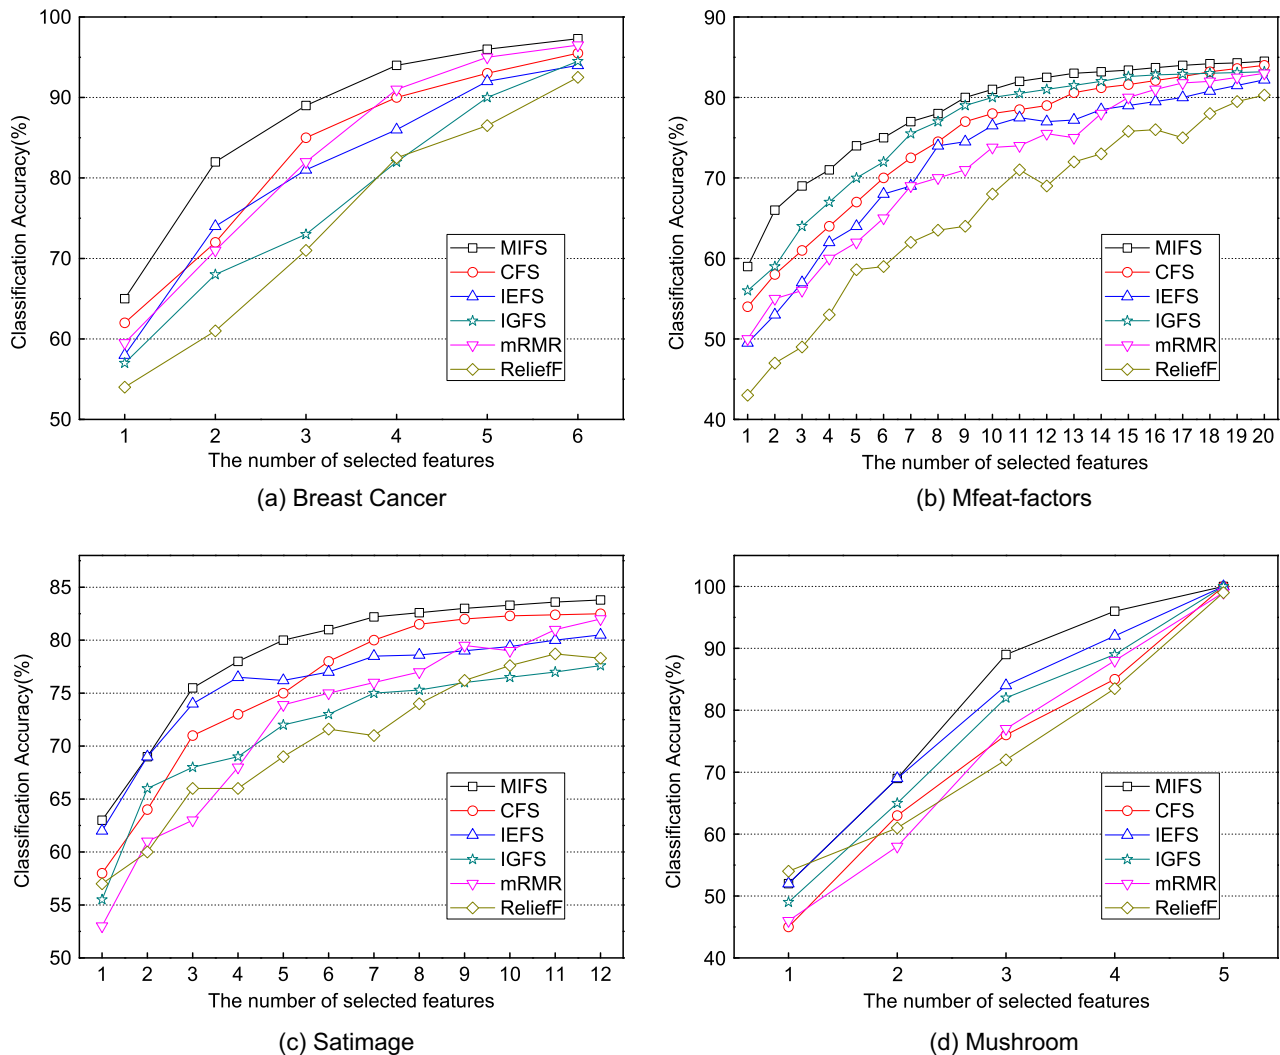 100
90
80
70
60
50
Classification Accuracy(%)
MIFS
CFS
IEFS
IGFS
mRMR
ReliefF
1 2 3 4 5 6
The number of selected features
(a) Breast Cancer
90
80
70
60
50
40
Classification Accuracy(%)
MIFS
CFS
IEFS
IGFS
mRMR
ReliefF
1 2 3 4 5 6 7 8 9 10 11 12 13 14 15 16 17 18 19 20
The number of selected features
(b) Mfeat-factors
85
80
75
70
65
60
55
50
Classification Accuracy(%)
MIFS
CFS
IEFS
IGFS
mRMR
ReliefF
1 2 3 4 5 6 7 8 9 10 11 12
The number of selected features
(c) Satimage
100
90
80
70
60
50
40
Classification Accuracy(%)
MIFS
CFS
IEFS
IGFS
mRMR
ReliefF
1 2 3 4 5
The number of selected features
(d) Mushroom